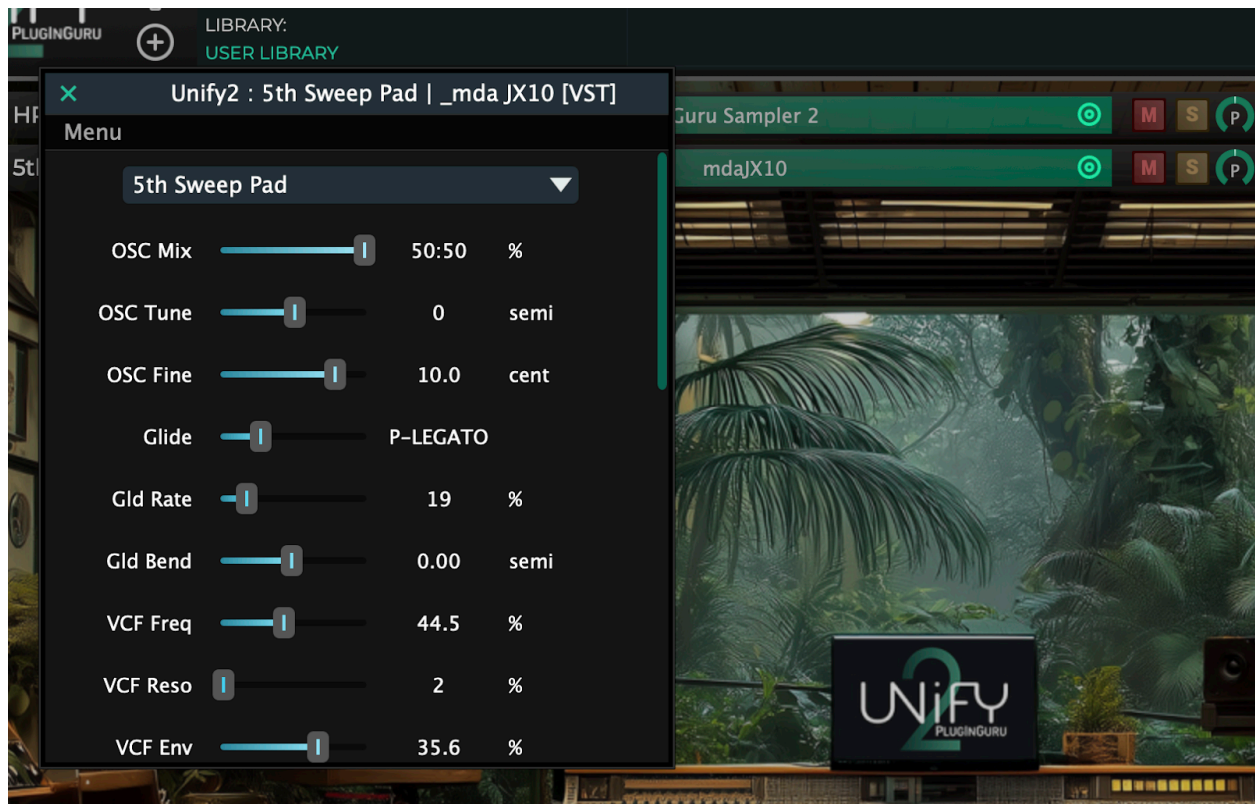 PLUGINGURU
LIBRARY:
USER LIBRARY
Unify2 : 5th Sweep Pad | _mda JX10 [VST]
Menu
Guru Sampler 2
M
S
P
mdaJX10
M
S
P
5th Sweep Pad
OSC Mix 50:50 %
OSC Tune 0 semi
OSC Fine 10.0 cent
Glide P-LEGATO
Gld Rate 19 %
Gld Bend 0.00 semi
VCF Freq 44.5 %
VCF Reso 2 %
VCF Env 35.6 %
UNiFY
2
PLUGINGURU